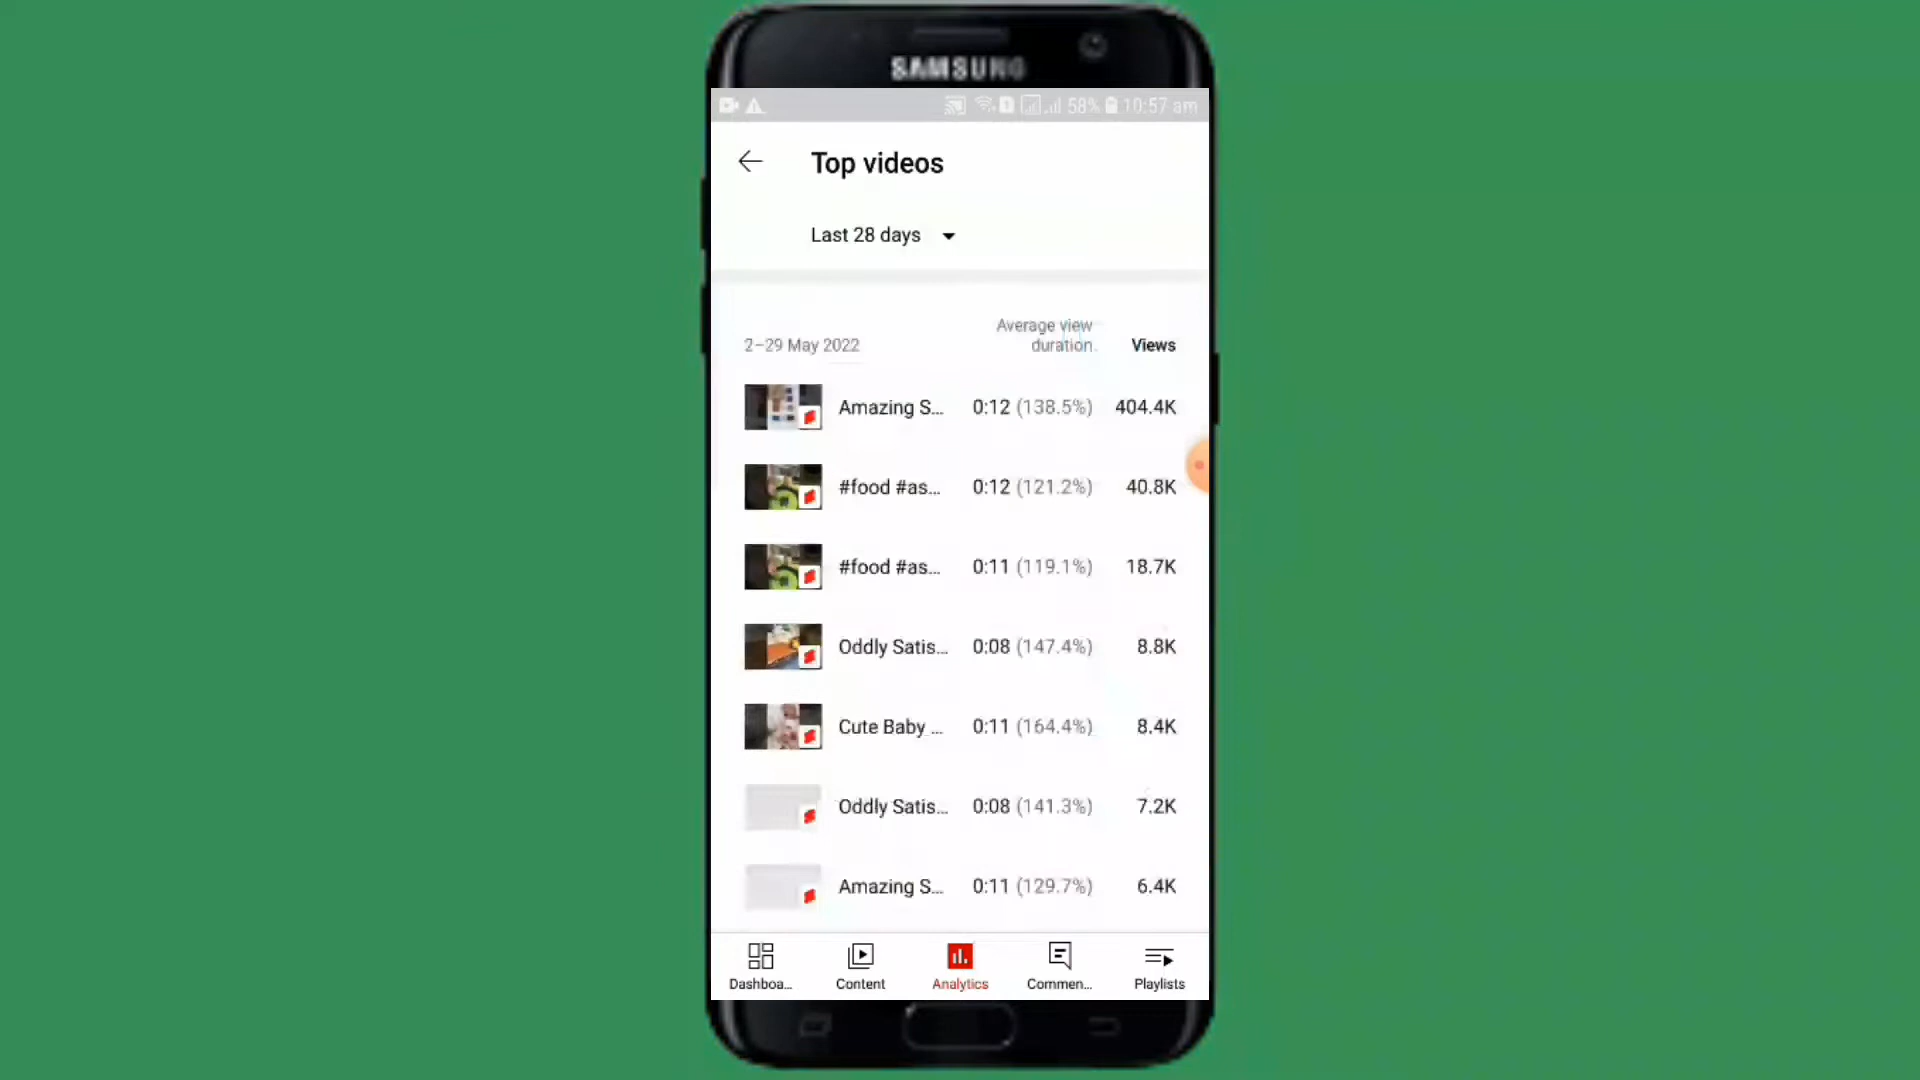 SAMSUNG
58% 10:57 am
Top videos
Last 28 days
Average view
duration
2–29 May 2022
Views
Amazing S... 0:12 (138.5%) 404.4K
#food #as... 0:12 (121.2%) 40.8K
#food #as... 0:11 (119.1%) 18.7K
Oddly Satis... 0:08 (147.4%) 8.8K
Cute Baby ... 0:11 (164.4%) 8.4K
Oddly Satis... 0:08 (141.3%) 7.2K
Amazing S... 0:11 (129.7%) 6.4K
Dashboa... Content Analytics Commen... Playlists